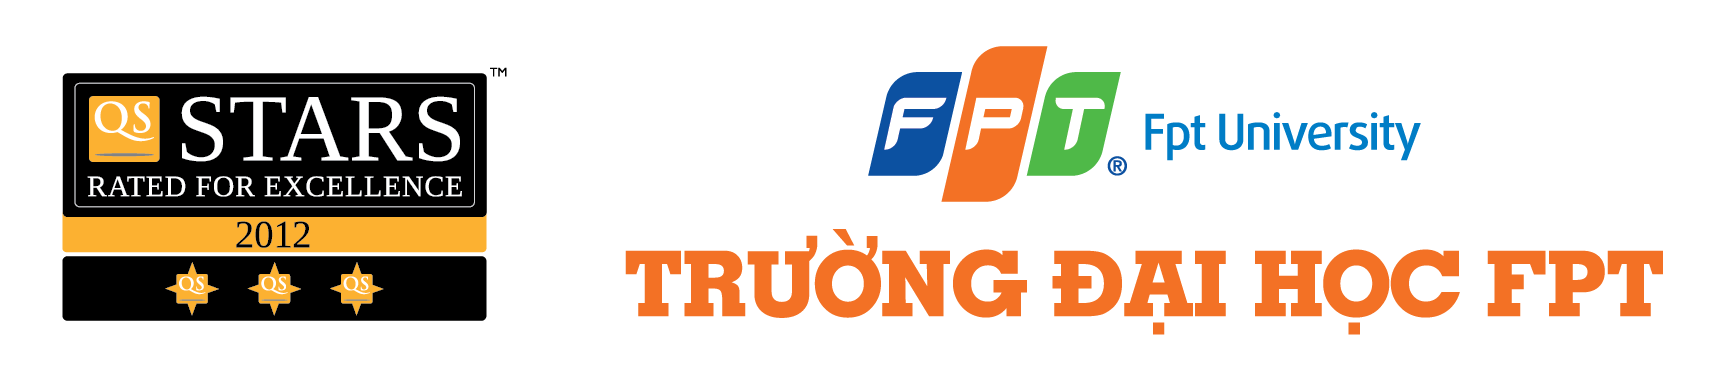 QS STARS ™
RATED FOR EXCELLENCE
2012
QS QS QS
FPT® Fpt University
TRƯỜNG ĐẠI HỌC FPT